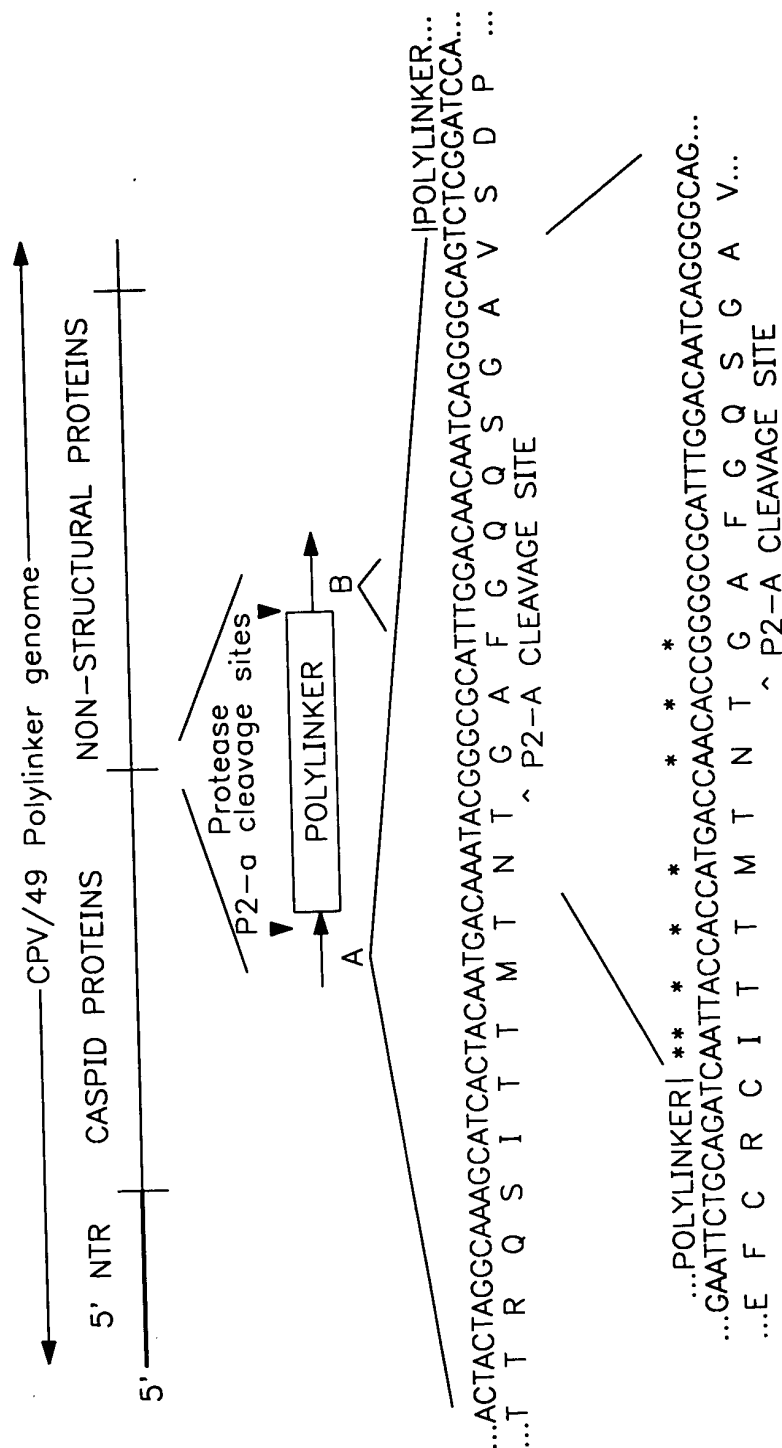 CPV/49 Polylinker genome
5' NTR CASPID PROTEINS NON-STRUCTURAL PROTEINS
5'
Protease
P2-a cleavage sites
POLYLINKER
A
B
|POLYLINKER...
...ACTACTAGGCAAAGCATCACTACAATGACAAATACGGGCGCATTTGGACAACAATCAGGGGCAGTCTCGGATCCA...
...T T R Q S I T T M T N T G A F G Q Q S G A V S D P ...
^ P2-A CLEAVAGE SITE
...POLYLINKER| ** * * * * * *
...GAATTCTGCAGATCAATTACCACCATGACCAACACCGGGGCGCATTTGGACAATCAGGGGCAG...
...E F C R C I T T M T N T G A F G Q S G A V...
^ P2-A CLEAVAGE SITE